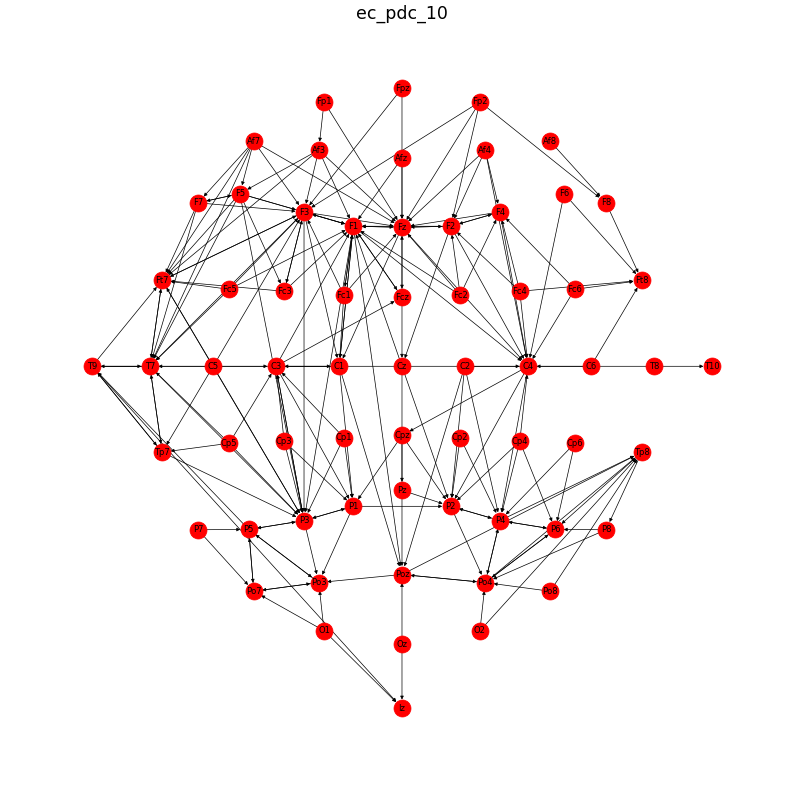 ec_pdc_10
Fpz
Fp1 Fp2
Af7 Af8
Af3 Af4
Afz
F5 F6
F7 F8
F3 F4
F1 Fz F2
Ft7 Ft8
Fc5 Fc6
Fc3 Fc4
Fc1 Fcz Fc2
T9 T7 C5 C3 C1 Cz C2 C4 C6 T8 T10
Cpz
Cp1 Cp2
Cp5 Cp3 Cp4 Cp6
Tp7 Tp8
Pz
P1 P2
P3 P4
P7 P5 P6 P8
Poz
Po3 Po4
Po7 Po8
O1 O2
Oz
Iz